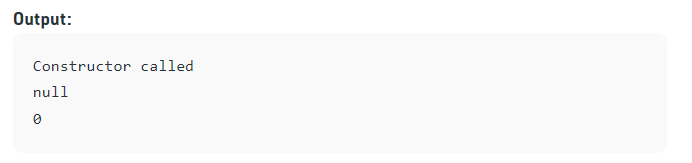 Output:
Constructor called
null
0